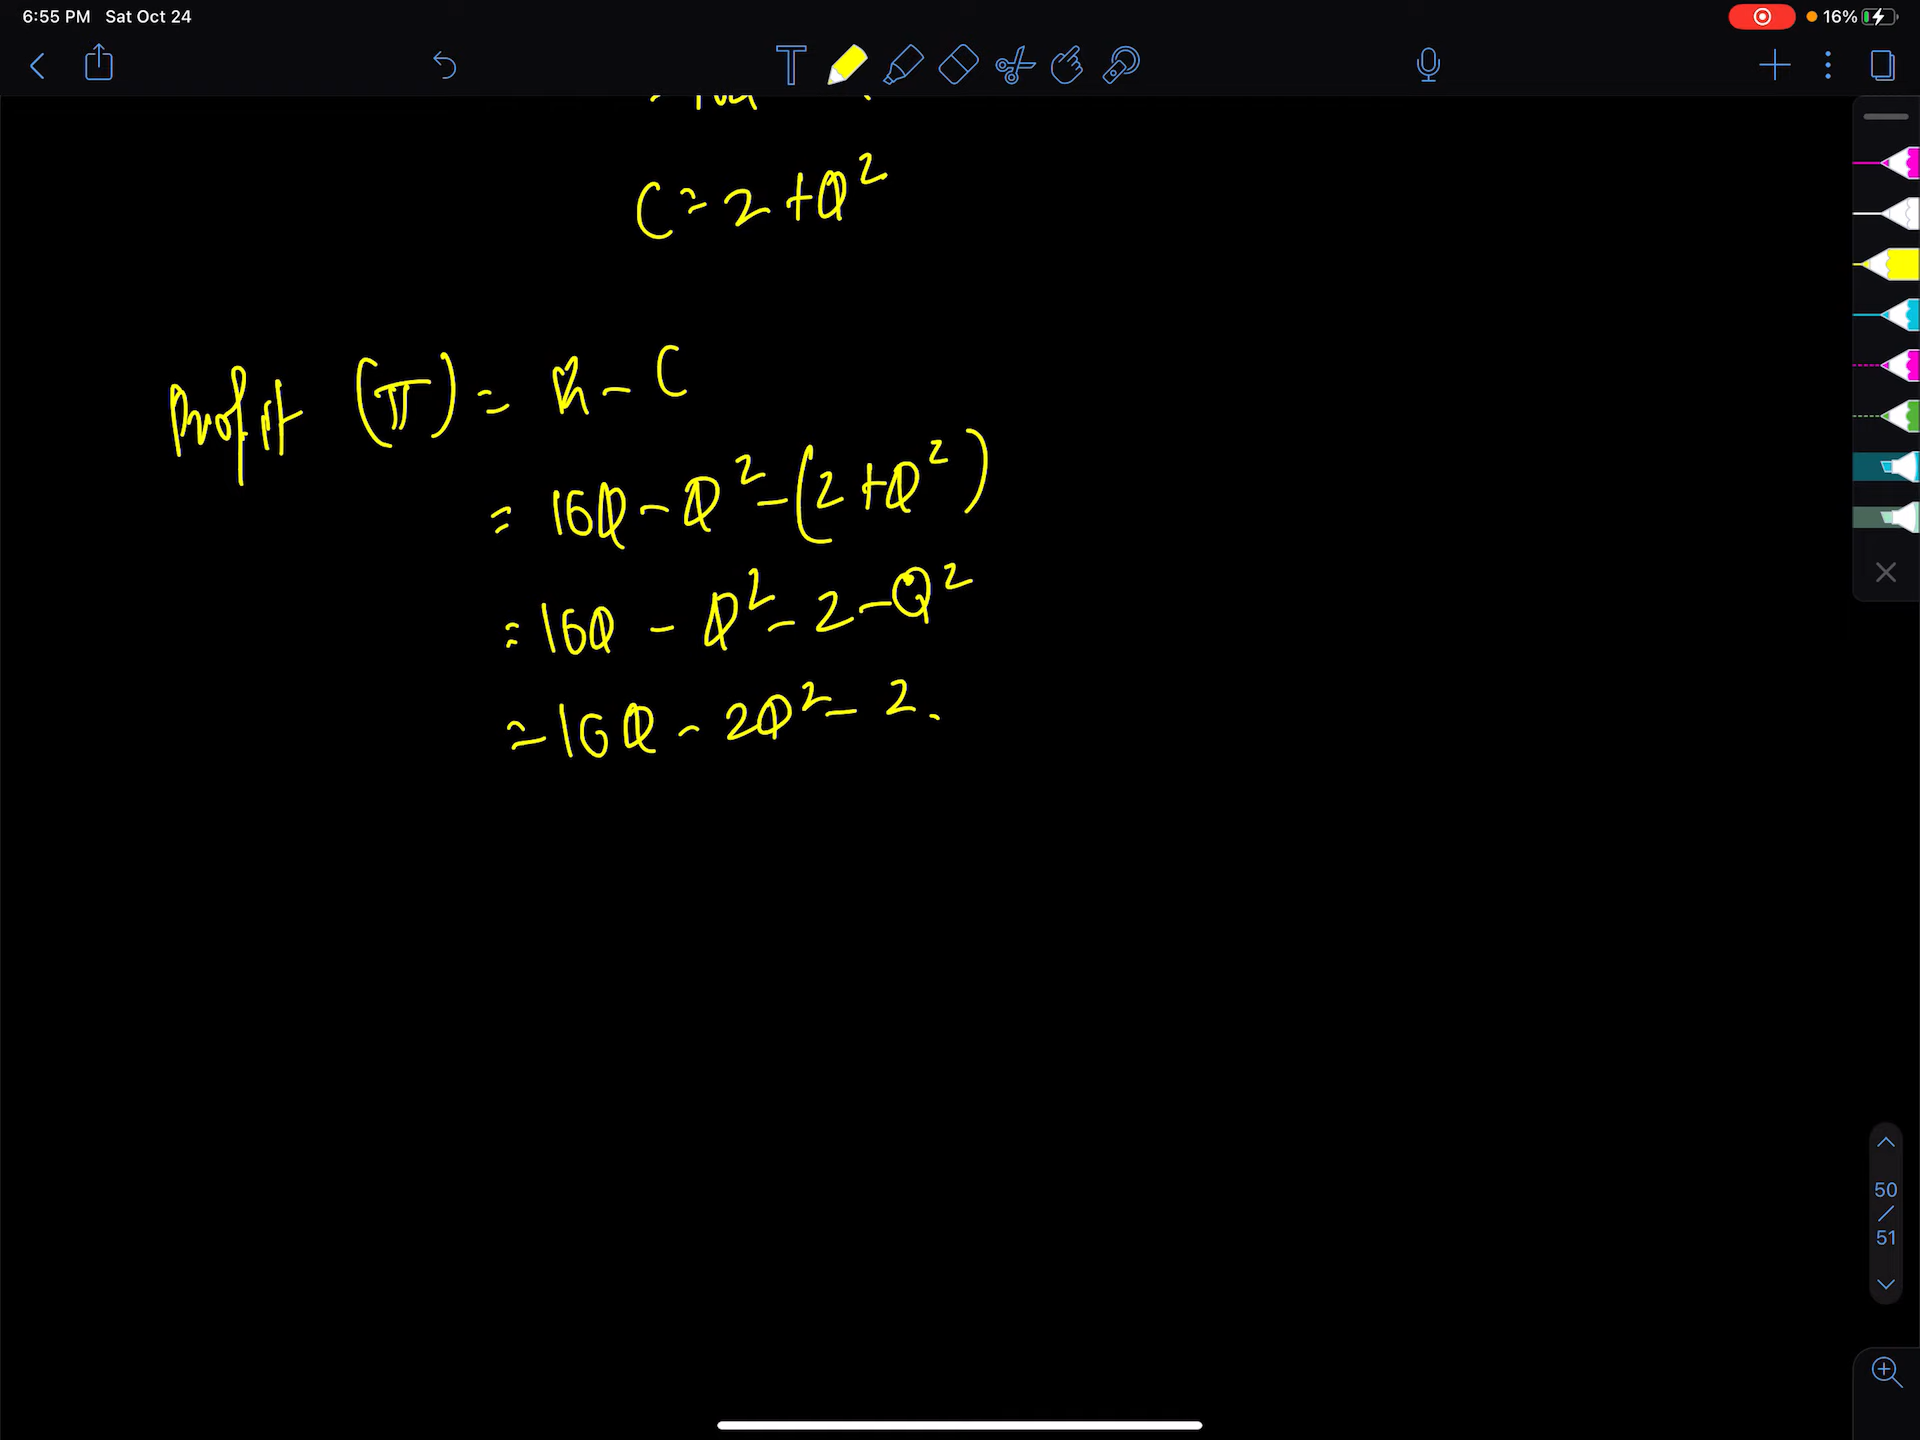 6:55 PM Sat Oct 24
16%
T
C = 2 + Q²
Profit (π) = R - C
= 16Q - Q² - (2 + Q²)
= 16Q - Q² - 2 - Q²
= 16Q - 2Q² - 2.
50
/
51